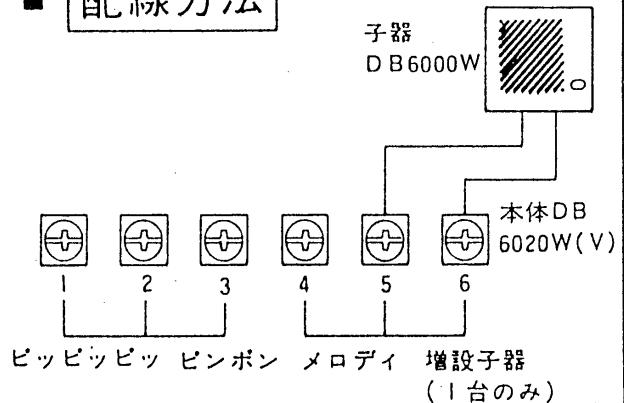 ■ 配線方法
子器
DB6000W
本体DB
6020W(V)
1 2 3 4 5 6
ピッピッピッ ピンポン メロディ 増設子器
(1台のみ)